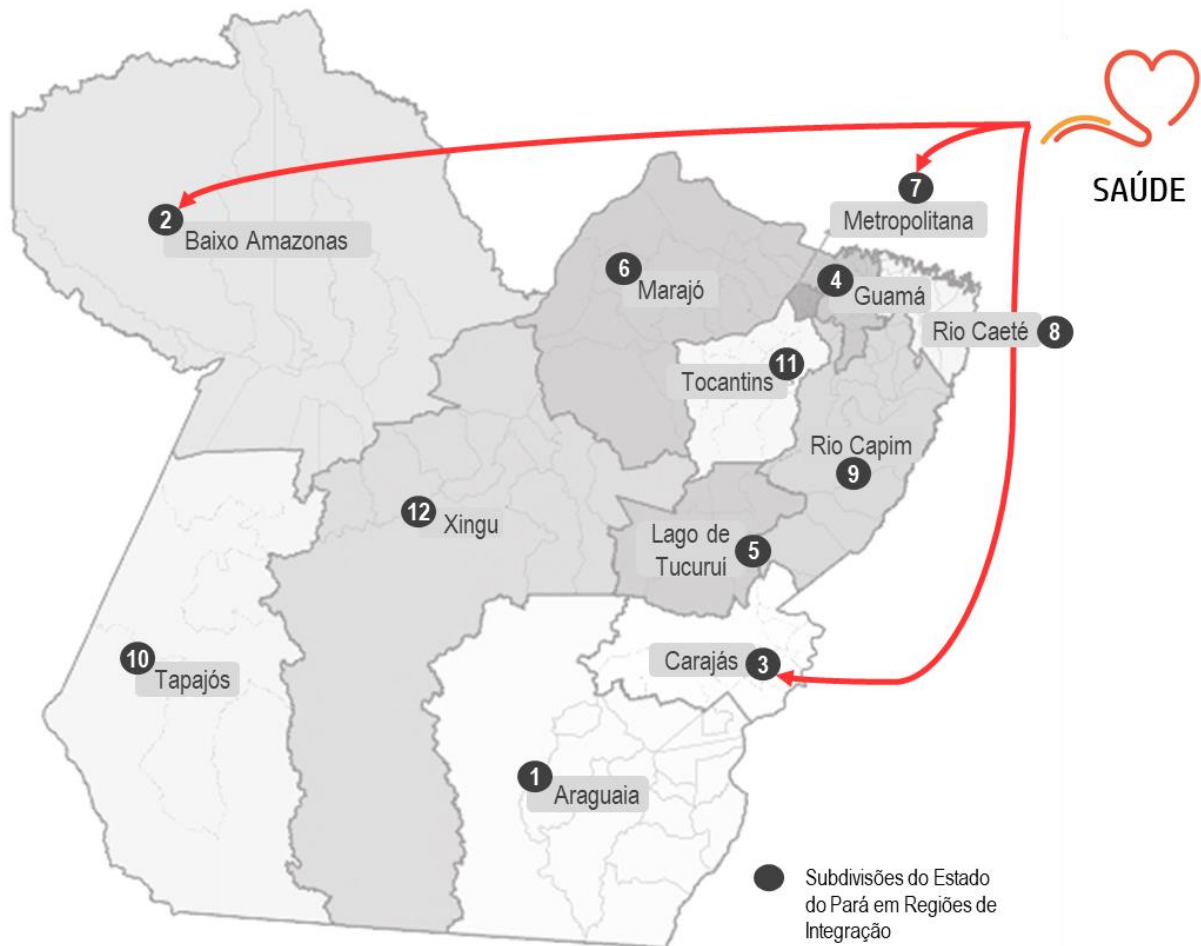 SAÚDE
7
Metropolitana
2
Baixo Amazonas
6
Marajó
4
Guamá
Rio Caeté 8
11
Tocantins
Rio Capim
9
12
Xingu
Lago de
Tucuruí 5
10
Tapajós
Carajás 3
1
Araguaia
Subdivisões do Estado
do Pará em Regiões de
Integração